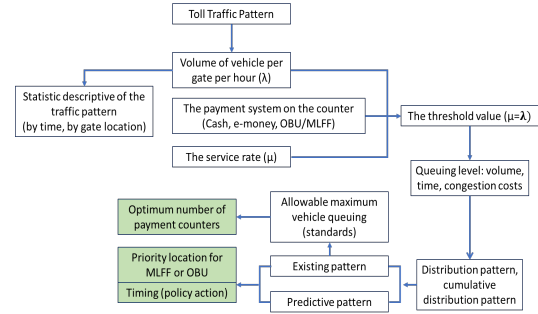 Toll Traffic Pattern
Volume of vehicle per
gate per hour (λ)
Statistic descriptive of the
traffic pattern
(by time, by gate location)
The payment system on the counter
(Cash, e-money, OBU/MLFF)
The threshold value (μ=λ)
The service rate (μ)
Queuing level: volume,
time, congestion costs
Allowable maximum
vehicle queuing
(standards)
Optimum number of
payment counters
Priority location for
MLFF or OBU
Timing (policy action)
Existing pattern
Predictive pattern
Distribution pattern,
cumulative
distribution pattern